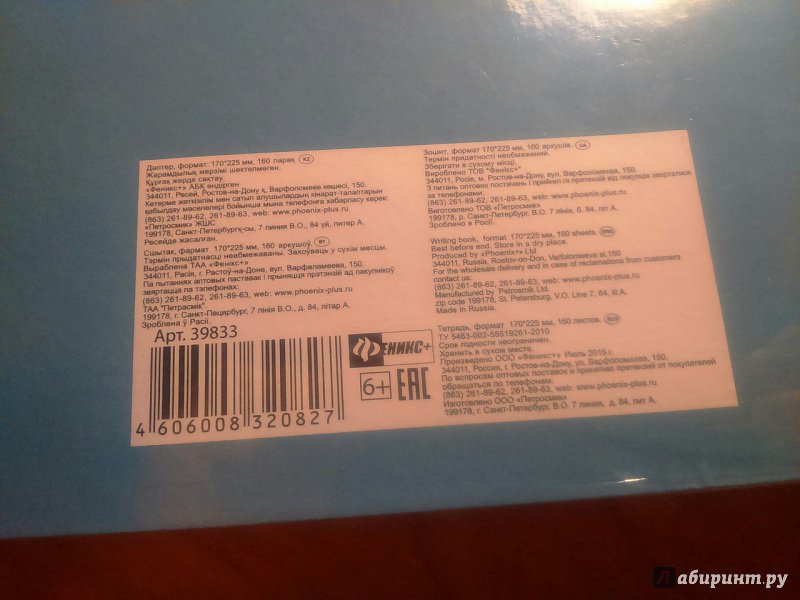 Дәптер, формат 170*225 мм, 160 парақ KZ
Жарамдылық мерзімі шектелмеген.
Құрғақ жерде сақтау.
«Феникс+» АБҚ өндірген
344011, Ресей, Ростов-на-Дону қ, Варфоломеев көшесі, 150.
Көтерме жеткізілім мен сатып алушылардың кінәрат-талаптарын
қабылдау мәселелері бойынша мына телефонға хабарласу керек:
(863) 261-89-62, 261-89-63, web: www.phoenix-plus.ru
«Петросмик» ЖШС
199178, Санкт-Петербург-сы, 7 линия В.О., 84 үй, литер А.
Ресейде жасалған.
Сшытак, фармат 170*225 мм, 160 аркушоў. BY
Тэрмін прыдатнасці неабмежаваны. Захоўваць у сухім месцы.
Выраблена ТАА «Фенікс+»
344011, Расія, г. Растоў-на-Доне, вул. Варфаламеева, 150.
Па пытаннях аптовых паставак і прыняцця прэтэнзій ад пакупнікоў
звяртацца па талефонах:
(863) 261-89-62, 261-89-63, web: www.phoenix-plus.ru
ТАА "Петрасмік"
199178, г. Санкт-Пецярбург, 7 лінія В.О., д. 84, літар А.
Зроблена ў Расіі.
Арт. 39833
4 606008 320827
ФЕНИКС+
6+ EAC
Зошит, формат 170*225 мм, 160 аркушів. UA
Термін придатності необмежений.
Зберігати в сухому місці.
Вироблено ТОВ "Фенікс+"
344011, Росія, м. Ростов-на-Дону, вул. Варфоломеева, 150.
З питань оптових постачань і прийняття претензій від покупців звертатися
за телефонами:
(863) 261-89-62, 261-89-63, web: www.phoenix-plus.ru
Виготовлено ТОВ «Петросмік»
199178, р. Санкт-Петербург, В.О. 7 лінія, б. 84, літ А.
Зроблено в Росії.
Writing book, format 170*225 mm, 160 sheets. ENG
Best before end. Store in a dry place.
Produced by «Phoenix+» Ltd
344011, Russia, Rostov-on-Don, Varfolomeeva st.150
For the wholesale delivery and in case of reclamations from customers
contact us:
(863) 261-89-62, 261-89-63, web: www.phoenix-plus.ru
Manufactured by Petrosmik Ltd.
zip code 199178, St. Petersburg, V.O. Line 7. 84, lit A.
Made in Russia.
Тетрадь, формат 170*225 мм, 160 листов. RUS
ТУ 5463-002-55519261-2010
Срок годности неограничен.
Хранить в сухом месте.
Произведено ООО «Феникс+» Июль 2015 г.
344011, Россия, г. Ростов-на-Дону, ул. Варфоломеева, 150.
По вопросам оптовых поставок и принятию претензий от покупателей
обращаться по телефонам:
(863) 261-89-62, 261-89-63, web: www.phoenix-plus.ru
Изготовлено ООО «Петросмик»
199178, г. Санкт-Петербург, В.О. 7 линия, д. 84, лит А.
Лабиринт.ру